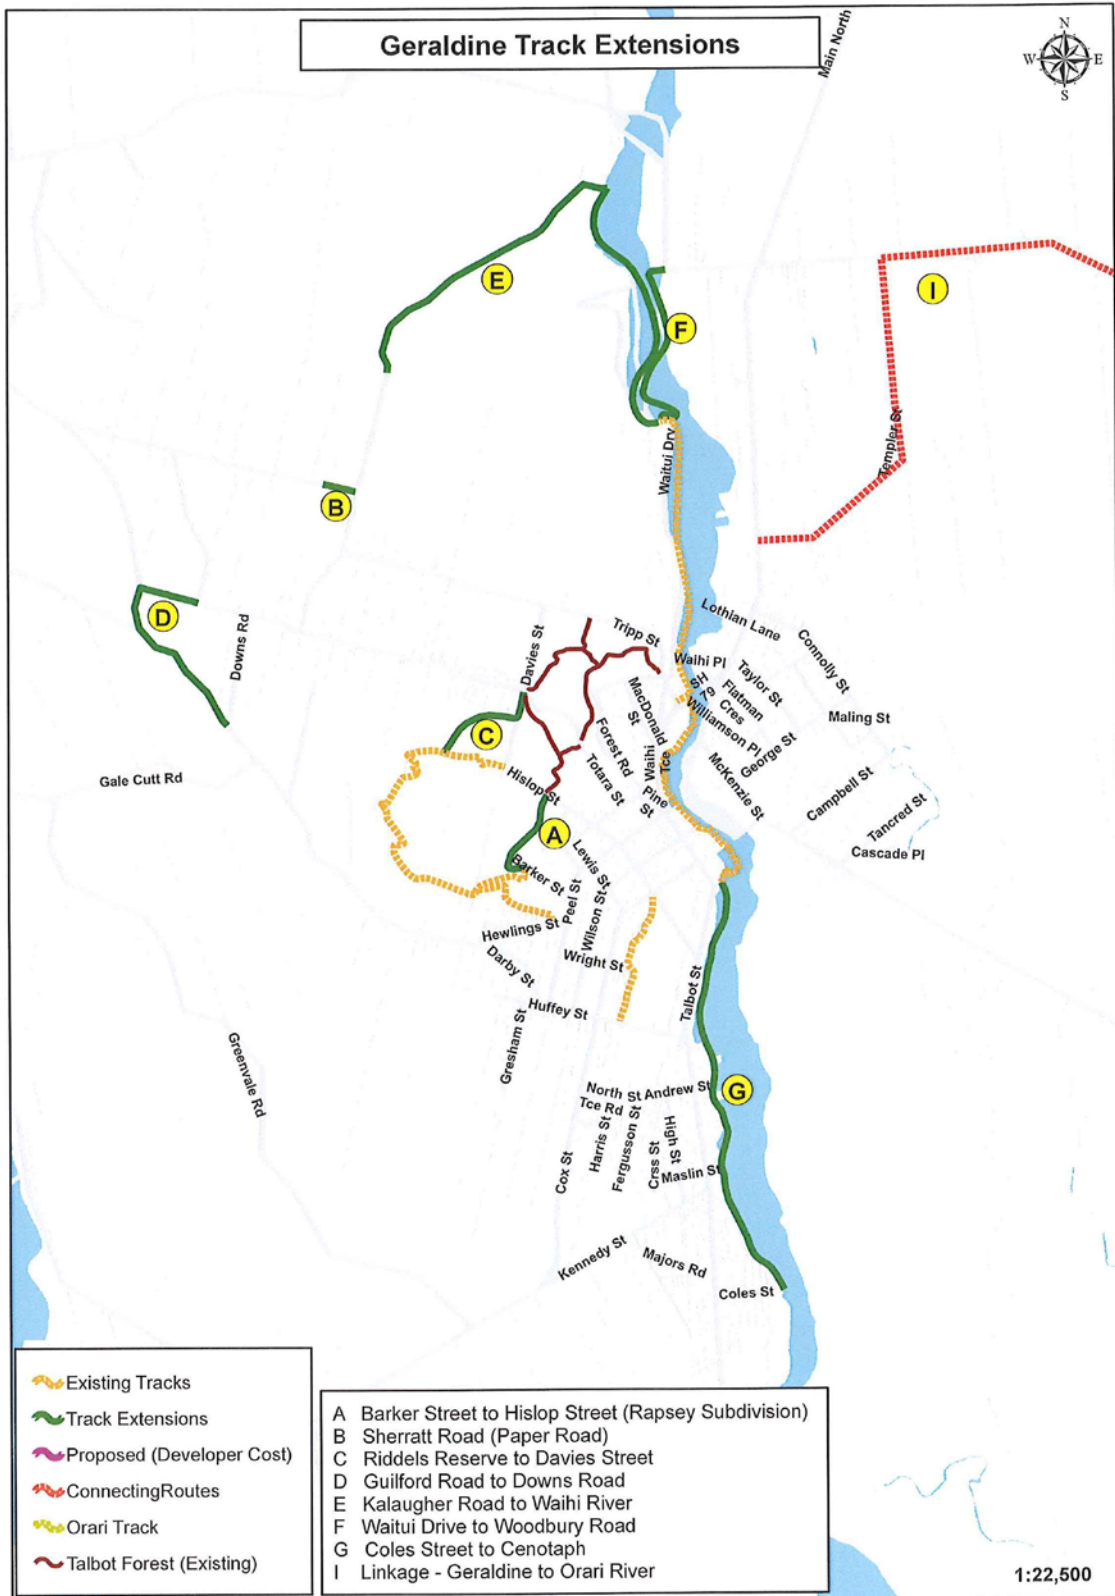 Geraldine Track Extensions
Main North
N
W
E
S
E
I
F
Templer St
Waitui Drv
B
D
Downs Rd
Davies St
Tripp St
Lothian Lane
Connolly St
Waihi Pl
SH 79
Taylor St
Flatman Cres
Maling St
MacDonald St
Williamson Pl
C
Forest Rd
Waihi Tce
George St
Gale Cutt Rd
Hislop St
Totara St
Pine St
McKenzie St
Campbell St
Tancred St
Cascade Pl
A
Lewis St
Barker St
Peel St
Wilson St
Hewlings St
Darby St
Wright St
Talbot St
Huffey St
Gresham St
Greenvale Rd
North St
Andrew St
G
Tce Rd
Harris St
Fergusson St
High St
Crss St
Maslin St
Cox St
Kennedy St
Majors Rd
Coles St
Existing Tracks
Track Extensions
Proposed (Developer Cost)
ConnectingRoutes
Orari Track
Talbot Forest (Existing)
A Barker Street to Hislop Street (Rapsey Subdivision)
B Sherratt Road (Paper Road)
C Riddels Reserve to Davies Street
D Guilford Road to Downs Road
E Kalaugher Road to Waihi River
F Waitui Drive to Woodbury Road
G Coles Street to Cenotaph
I Linkage - Geraldine to Orari River
1:22,500